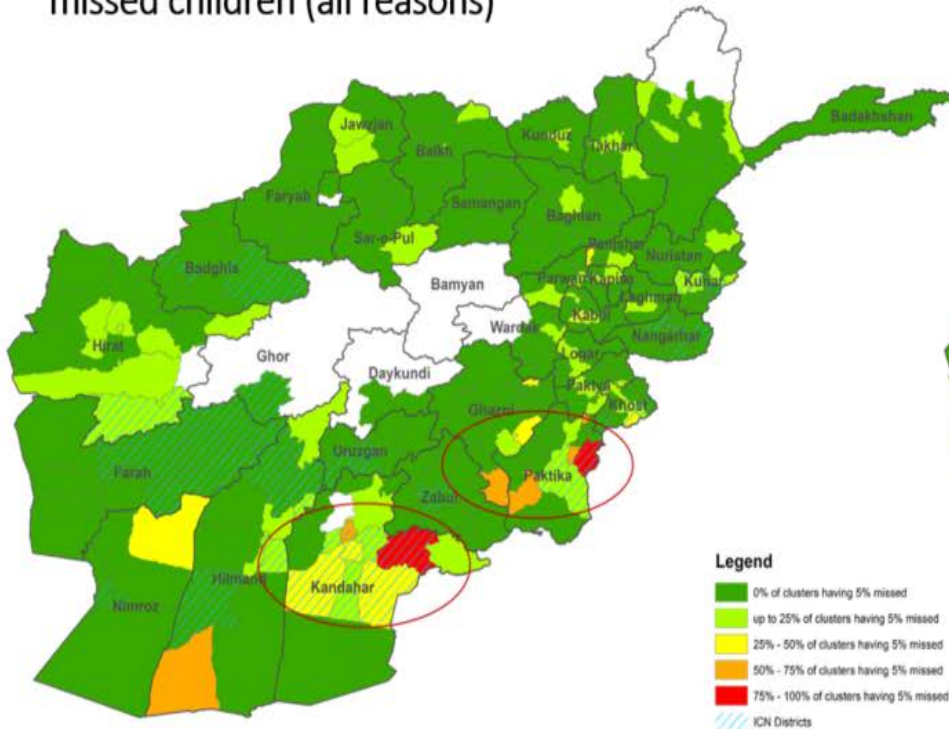 missed children (all reasons)
Badakhshan
Jawzjan
Balkh
Kunduz
Takhar
Faryab
Samangan
Baghlan
Sar-e-Pul
Panjsher
Nuristan
Badghis
Bamyan
Parwan
Kapisa
Kunar
Laghman
Hirat
Wardak
Kabul
Nangarhar
Ghor
Logar
Daykundi
Paktya
Khost
Ghazni
Uruzgan
Farah
Paktika
Zabul
Hilmand
Kandahar
Nimroz
Legend
0% of clusters having 5% missed
up to 25% of clusters having 5% missed
25% - 50% of clusters having 5% missed
50% - 75% of clusters having 5% missed
75% - 100% of clusters having 5% missed
ICN Districts